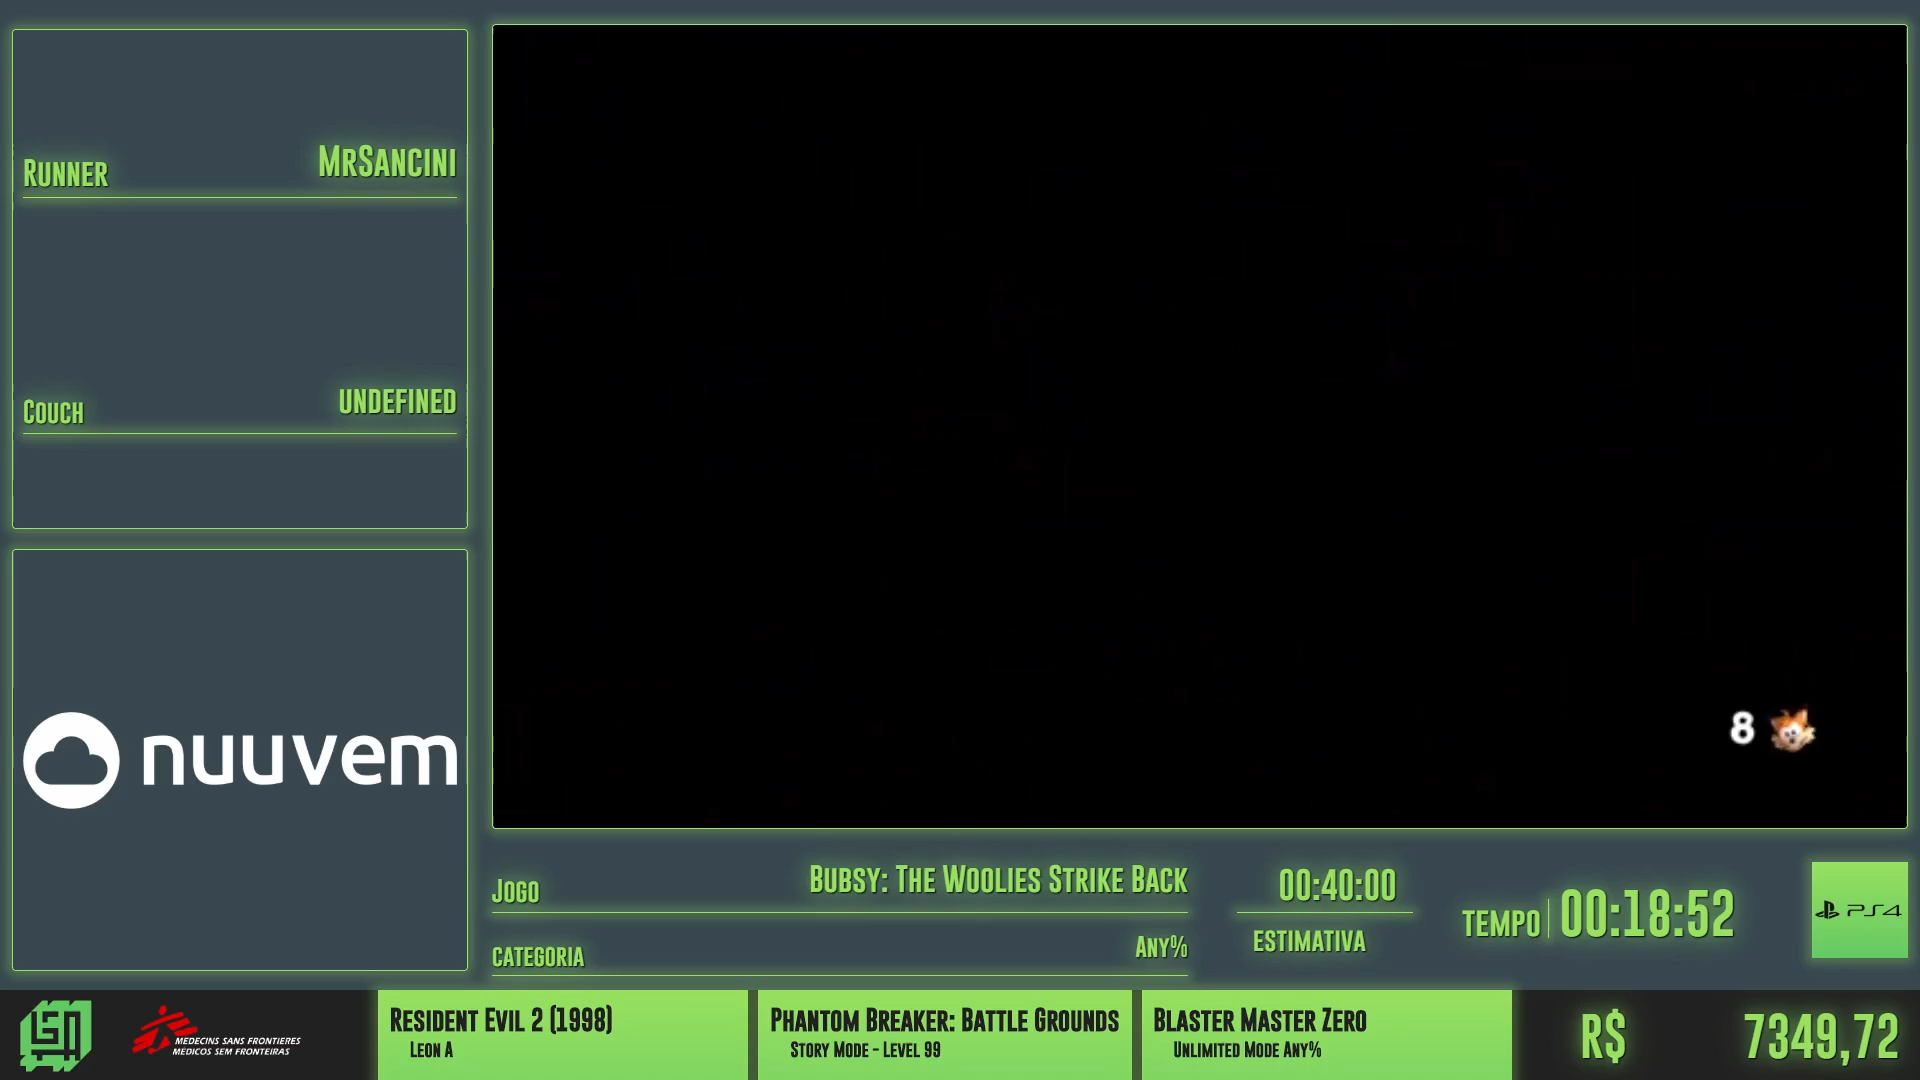 Runner
MrSancini
Couch
undefined
nuuvem
8
Jogo
Bubsy: The Woolies Strike Back
categoria
Any%
00:40:00
estimativa
Tempo
00:18:52
PS4
MEDECINS SANS FRONTIERES
MEDICOS SEM FRONTEIRAS
Resident Evil 2 (1998)
Leon A
Phantom Breaker: Battle Grounds
Story Mode - Level 99
Blaster Master Zero
Unlimited Mode Any%
R$ 7349,72